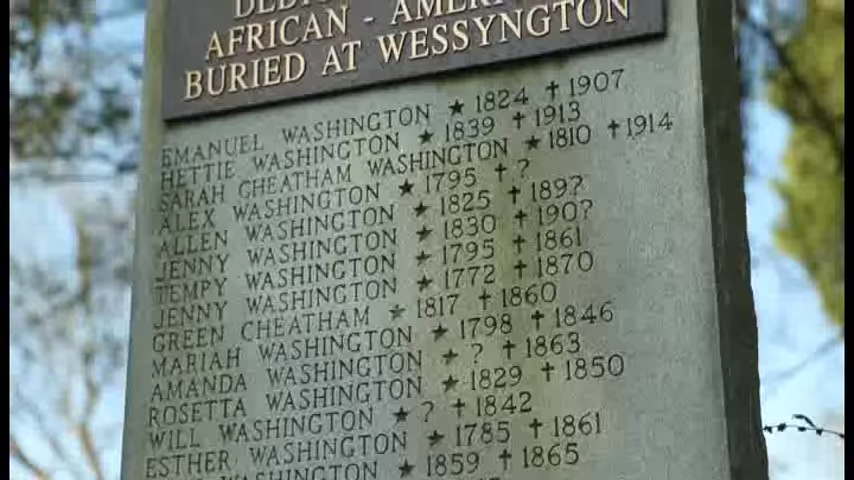 AFRICAN - AMERI
BURIED AT WESSYNGTON
EMANUEL WASHINGTON ★ 1824 ✝ 1907
HETTIE WASHINGTON ★ 1839 ✝ 1913
SARAH CHEATHAM WASHINGTON ★ 1810 ✝ 1914
ALEX WASHINGTON ★ 1795 ✝ ?
ALLEN WASHINGTON ★ 1825 ✝ 189?
JENNY WASHINGTON ★ 1830 ✝ 190?
TEMPY WASHINGTON ★ 1795 ✝ 1861
JENNY WASHINGTON ★ 1772 ✝ 1870
GREEN CHEATHAM ★ 1817 ✝ 1860
MARIAH WASHINGTON ★ 1798 ✝ 1846
AMANDA WASHINGTON ★ ? ✝ 1863
ROSETTA WASHINGTON ★ 1829 ✝ 1850
WILL WASHINGTON ★ ? ✝ 1842
ESTHER WASHINGTON ★ 1785 ✝ 1861
WASHINGTON ★ 1859 ✝ 1865